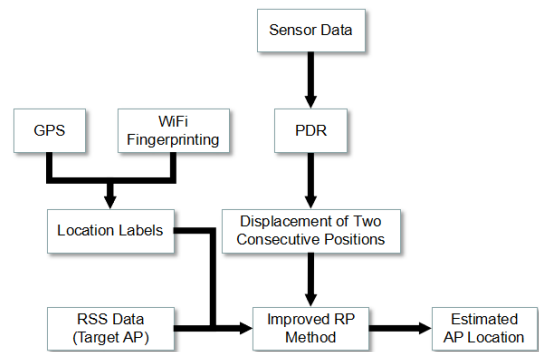 Sensor Data
GPS
WiFi
Fingerprinting
PDR
Location Labels
Displacement of Two
Consecutive Positions
RSS Data
(Target AP)
Improved RP
Method
Estimated
AP Location